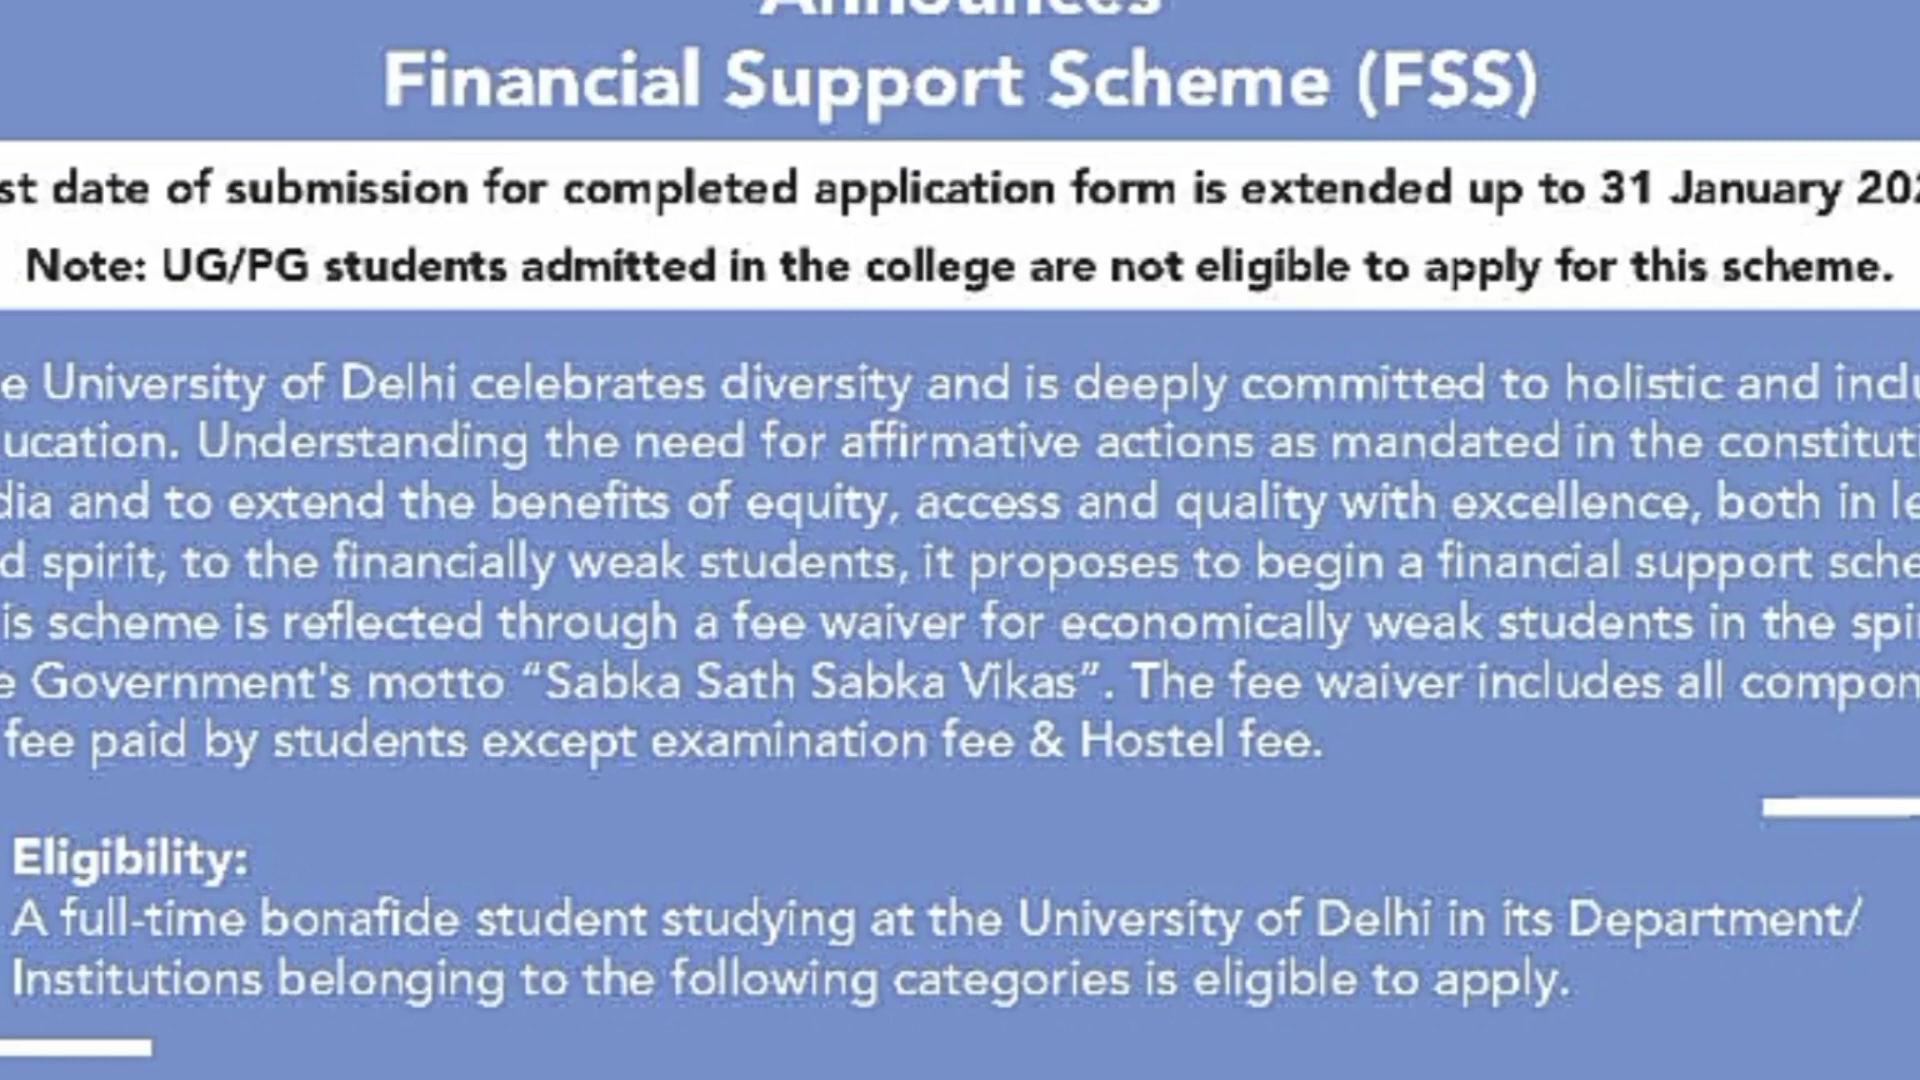 Announces
Financial Support Scheme (FSS)
date of submission for completed application form is extended up to 31 January
Note: UG/PG students admitted in the college are not eligible to apply for this scheme.
University of Delhi celebrates diversity and is deeply committed to holistic and
Understanding the need for affirmative actions as mandated in the
and to extend the benefits of equity, access and quality with excellence, both in
spirit, to the financially weak students, it proposes to begin a financial support
scheme is reflected through a fee waiver for economically weak students in the
Government's motto “Sabka Sath Sabka Vikas”. The fee waiver includes all
fee paid by students except examination fee & Hostel fee.
Eligibility:
A full-time bonafide student studying at the University of Delhi in its Department/
Institutions belonging to the following categories is eligible to apply.